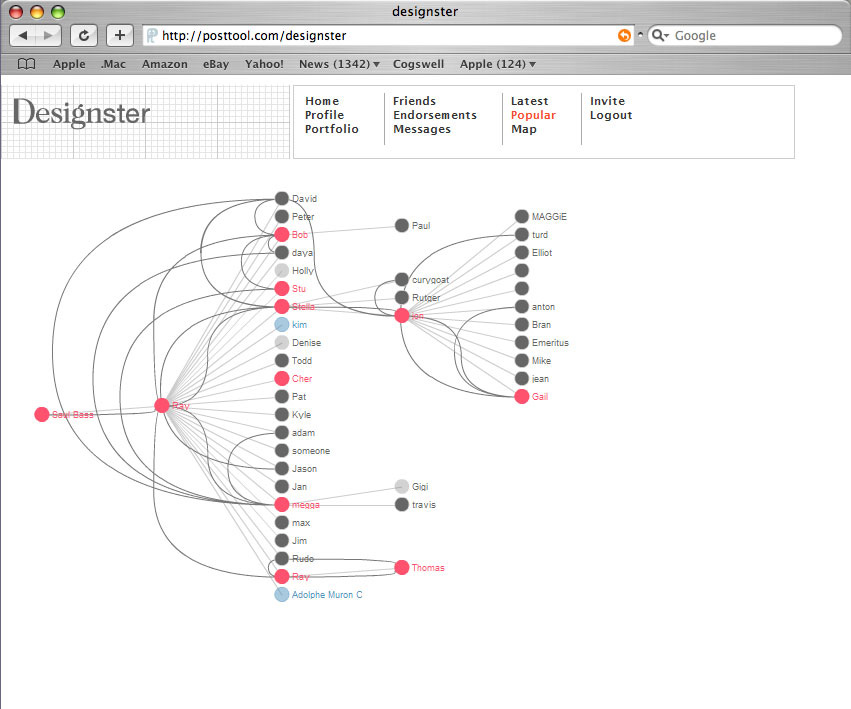 designster
http://posttool.com/designster
Google
Apple .Mac Amazon eBay Yahoo! News (1342) Cogswell Apple (124)
Designster
Home
Profile
Portfolio
Friends
Endorsements
Messages
Latest
Popular
Map
Invite
Logout
Saul Bass
Ray
David
Peter
Bob
daya
Holly
Stu
Stella
kim
Denise
Todd
Cher
Pat
Kyle
adam
someone
Jason
Jan
megga
max
Jim
Rudo
Ray
Adolphe Muron C
Paul
curygoat
Rutger
Gigi
travis
Thomas
MAGGiE
turd
Elliot
anton
Bran
Emeritus
Mike
jean
Gail